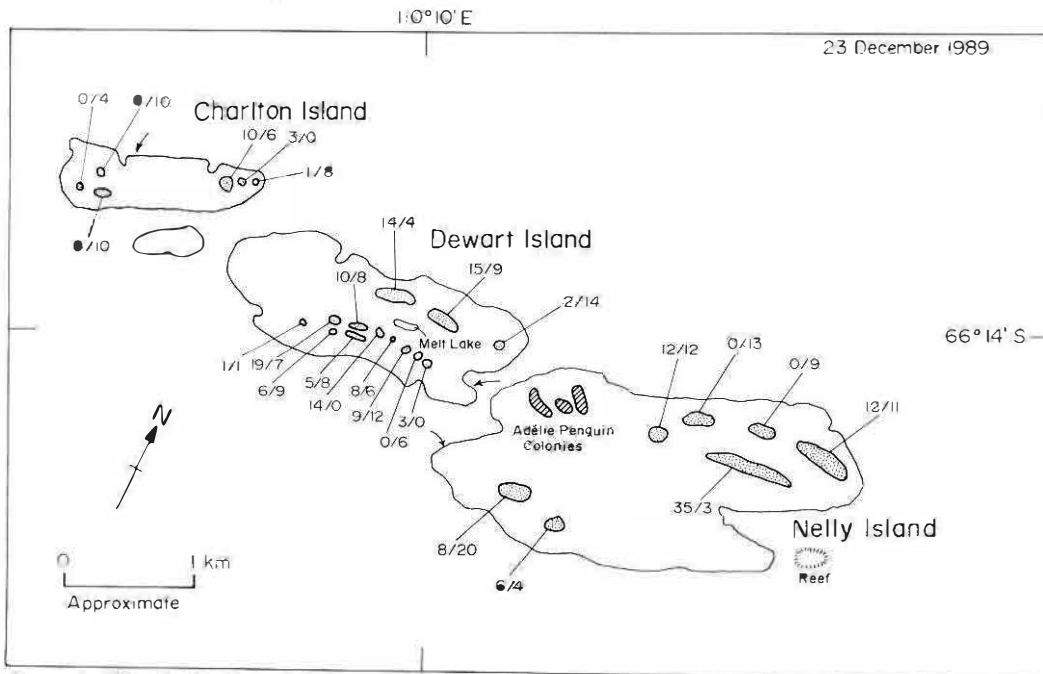 110°10' E
23 December 1989
Charlton Island
0/4
/10
10/6
3/0
1/8
/10
Dewart Island
14/4
15/9
10/8
2/14
Melt Lake
66°14' S
1/1
19/7
6/9
5/8
14/0
8/6
9/12
0/6
3/0
12/12
0/13
0/9
12/11
Adélie Penguin
Colonies
35/3
8/20
6/4
Nelly Island
Reef
N
0
1 km
Approximate